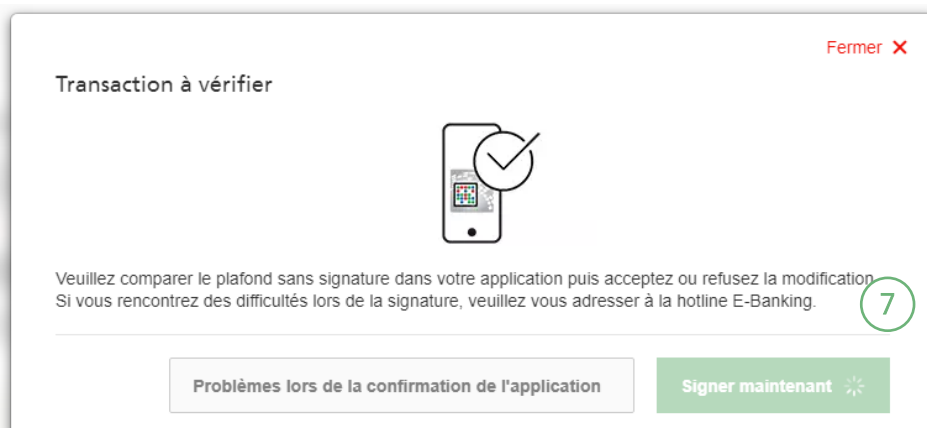 Fermer ✕
Transaction à vérifier
Veuillez comparer le plafond sans signature dans votre application puis acceptez ou refusez la modification.
Si vous rencontrez des difficultés lors de la signature, veuillez vous adresser à la hotline E-Banking.
7
Problèmes lors de la confirmation de l'application
Signer maintenant